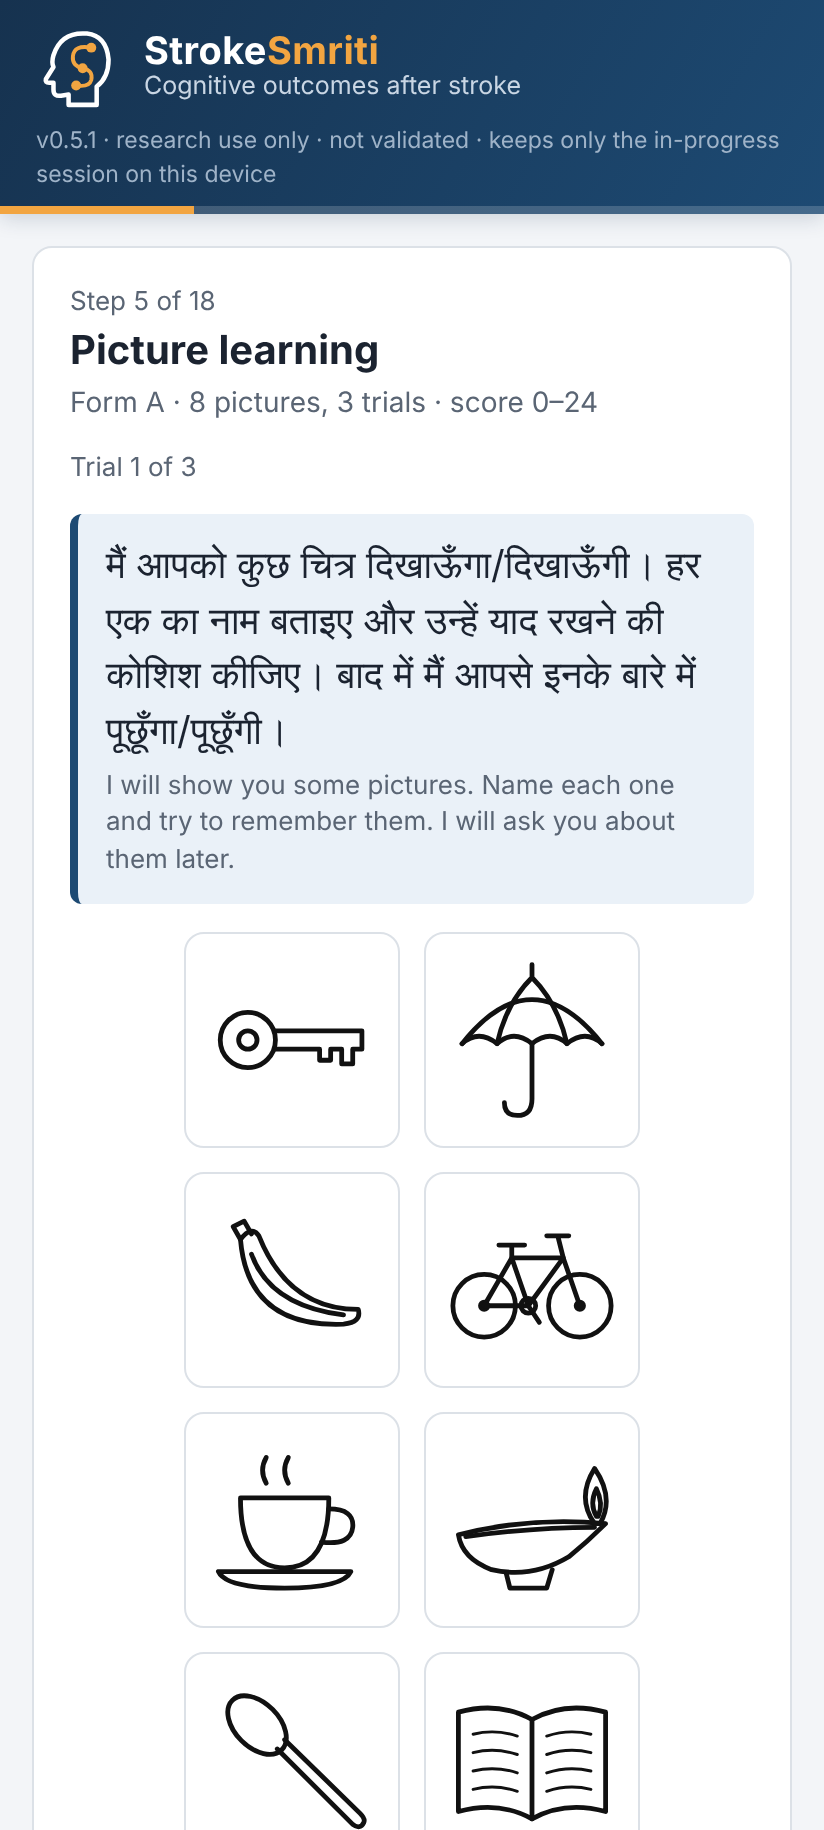 StrokeSmriti
Cognitive outcomes after stroke
v0.5.1 · research use only · not validated · keeps only the in-progress
session on this device
Step 5 of 18
Picture learning
Form A · 8 pictures, 3 trials · score 0–24
Trial 1 of 3
मैं आपको कुछ चित्र दिखाऊँगा/दिखाऊँगी। हर
एक का नाम बताइए और उन्हें याद रखने की
कोशिश कीजिए। बाद में मैं आपसे इनके बारे में
पूछूँगा/पूछूँगी।
I will show you some pictures. Name each one
and try to remember them. I will ask you about
them later.